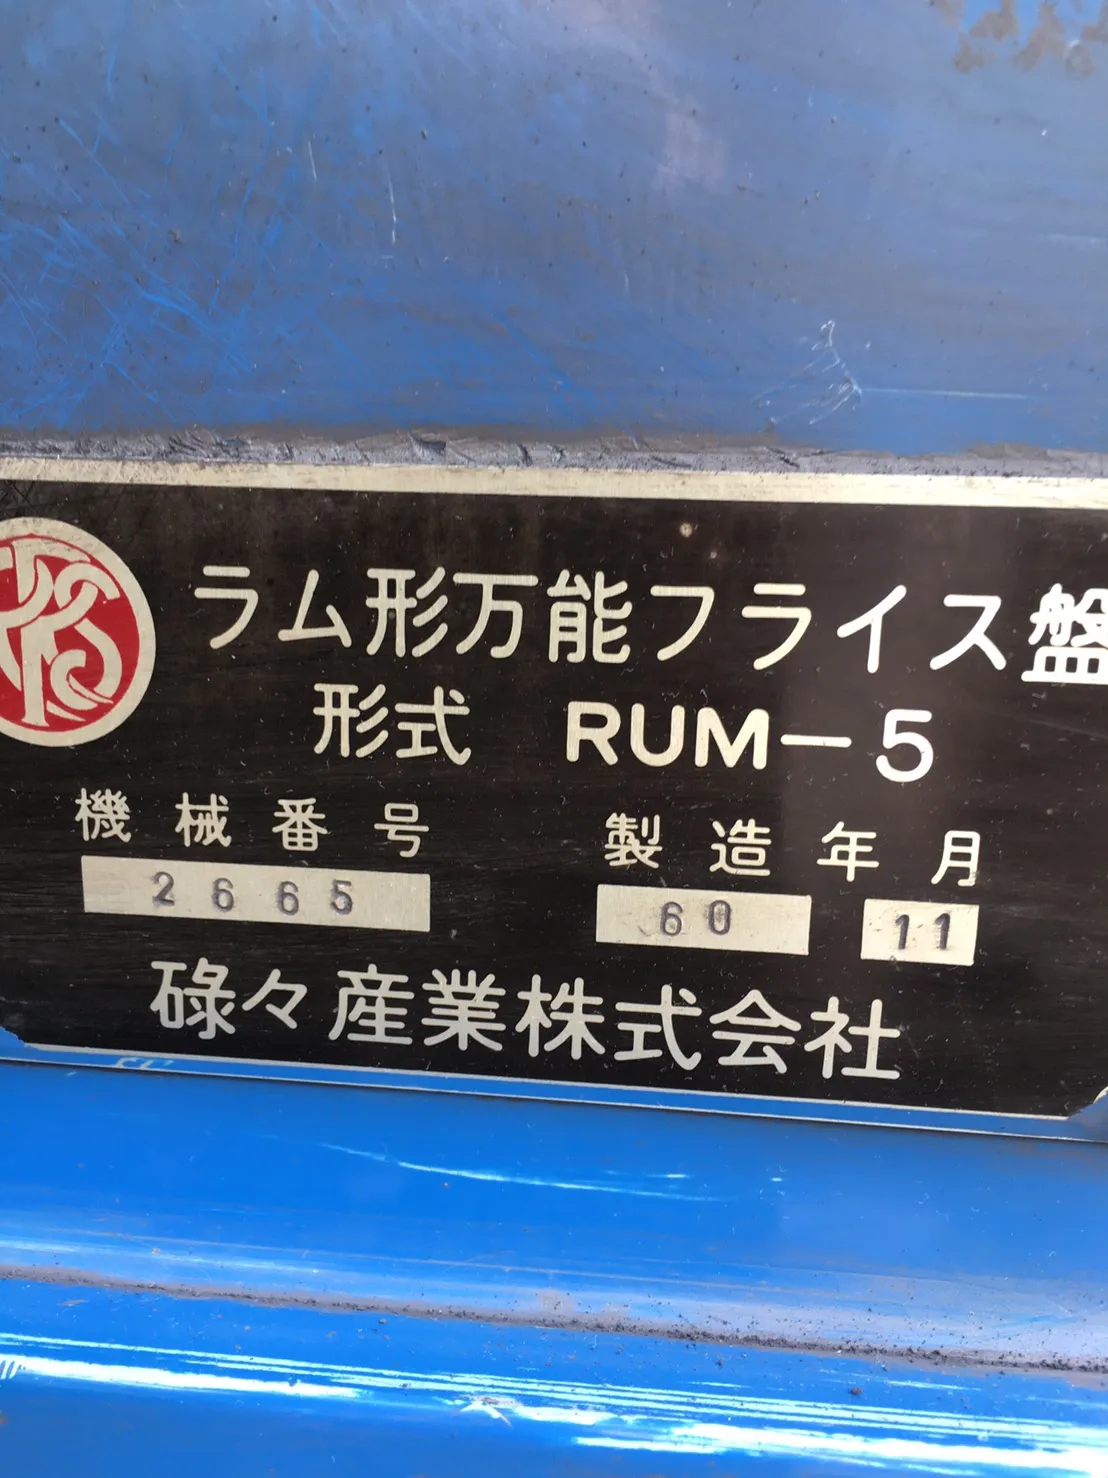 ラム形万能フライス盤
形式 RUM-5
機械番号 製造年月
2665 60 11
碌々産業株式会社